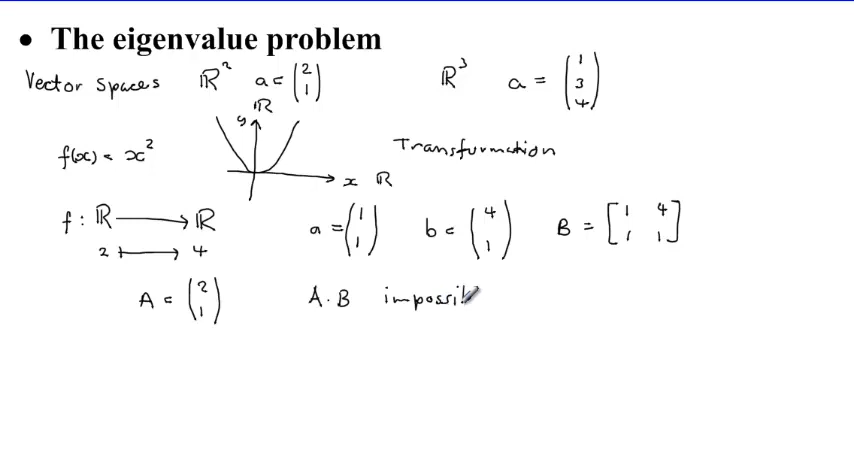 • The eigenvalue problem
Vector spaces ℝ² a = (2 1) ℝ³ a = (1 3 4)
ℝ
y
f(x) = x² Transformation
x ℝ
f : ℝ → ℝ a = (1 1) b = (4 1) B = [1 4 1 1]
2 ↦ 4
A = (2 1) A.B impossib